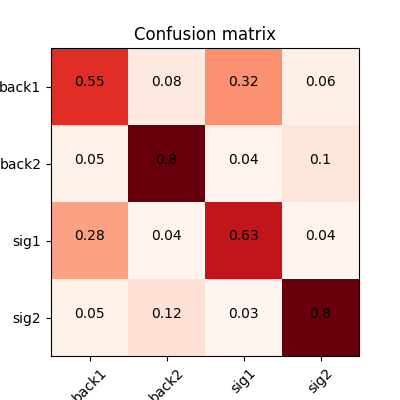 Confusion matrix
back1 0.55 0.08 0.32 0.06
back2 0.05 0.8 0.04 0.1
sig1 0.28 0.04 0.63 0.04
sig2 0.05 0.12 0.03 0.8
back1 back2 sig1 sig2